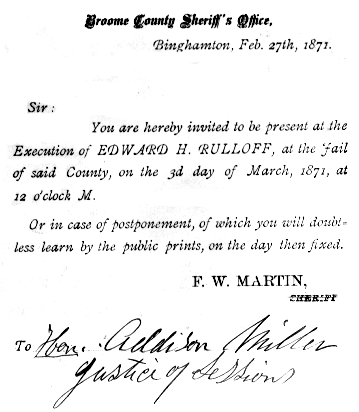 Broome County Sheriff's Office,
Binghamton, Feb. 27th, 1871.
Sir:
You are hereby invited to be present at the
Execution of EDWARD H. RULLOFF, at the Jail
of said County, on the 3d day of March, 1871, at
12 o'clock M.
Or in case of postponement, of which you will doubt-
less learn by the public prints, on the day then fixed.
F. W. MARTIN,
SHERIFF
To Hon. Addison Miller
Justice of Sessions